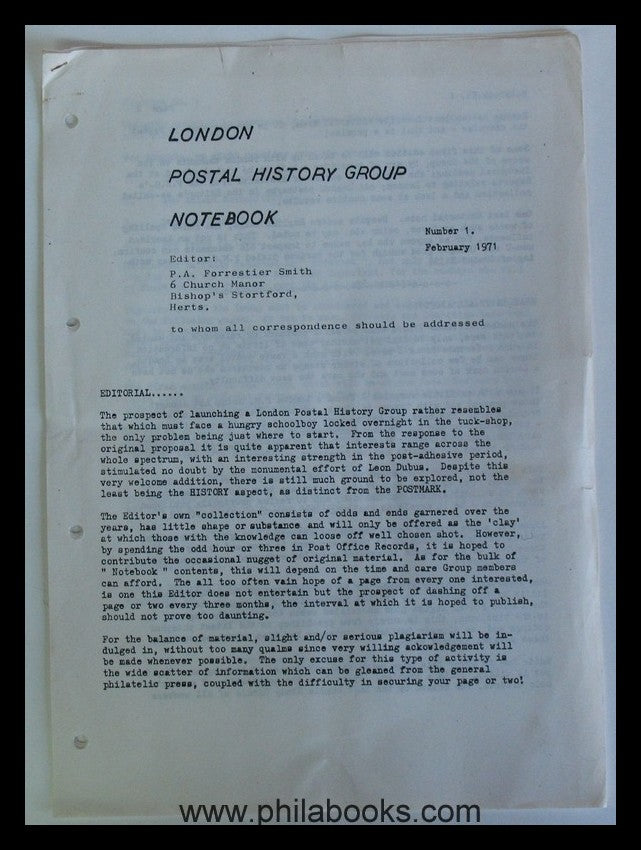 LONDON
POSTAL HISTORY GROUP
NOTEBOOK
Number 1.
February 1971
Editor:
P.A. Forrestier Smith
6 Church Manor
Bishop's Stortford,
Herts.
to whom all correspondence should be addressed
EDITORIAL......
The prospect of launching a London Postal History Group rather resembles
that which must face a hungry schoolboy locked overnight in the tuck-shop,
the only problem being just where to start. From the response to the
original proposal it is quite apparent that interests range across the
whole spectrum, with an interesting strength in the post-adhesive period,
stimulated no doubt by the monumental effort of Leon Dubus. Despite this
very welcome addition, there is still much ground to be explored, not the
least being the HISTORY aspect, as distinct from the POSTMARK.
The Editor's own "collection" consists of odds and ends garnered over the
years, has little shape or substance and will only be offered as the 'clay'
at which those with the knowledge can loose off well chosen shot. However,
by spending the odd hour or three in Post Office Records, it is hoped to
contribute the occasional nugget of original material. As for the bulk of
" Notebook " contents, this will depend on the time and care Group members
can afford. The all too often vain hope of a page from every one interested,
is one this Editor does not entertain but the prospect of dashing off a
page or two every three months, the interval at which it is hoped to publish,
should not prove too daunting.
For the balance of material, slight and/or serious plagiarism will be in-
dulged in, without too many qualms since very willing acknowledgement will
be made whenever possible. The only excuse for this type of activity is
the wide scatter of information which can be gleaned from the general
philatelic press, coupled with the difficulty in securing your page or two!
www.philabooks.com